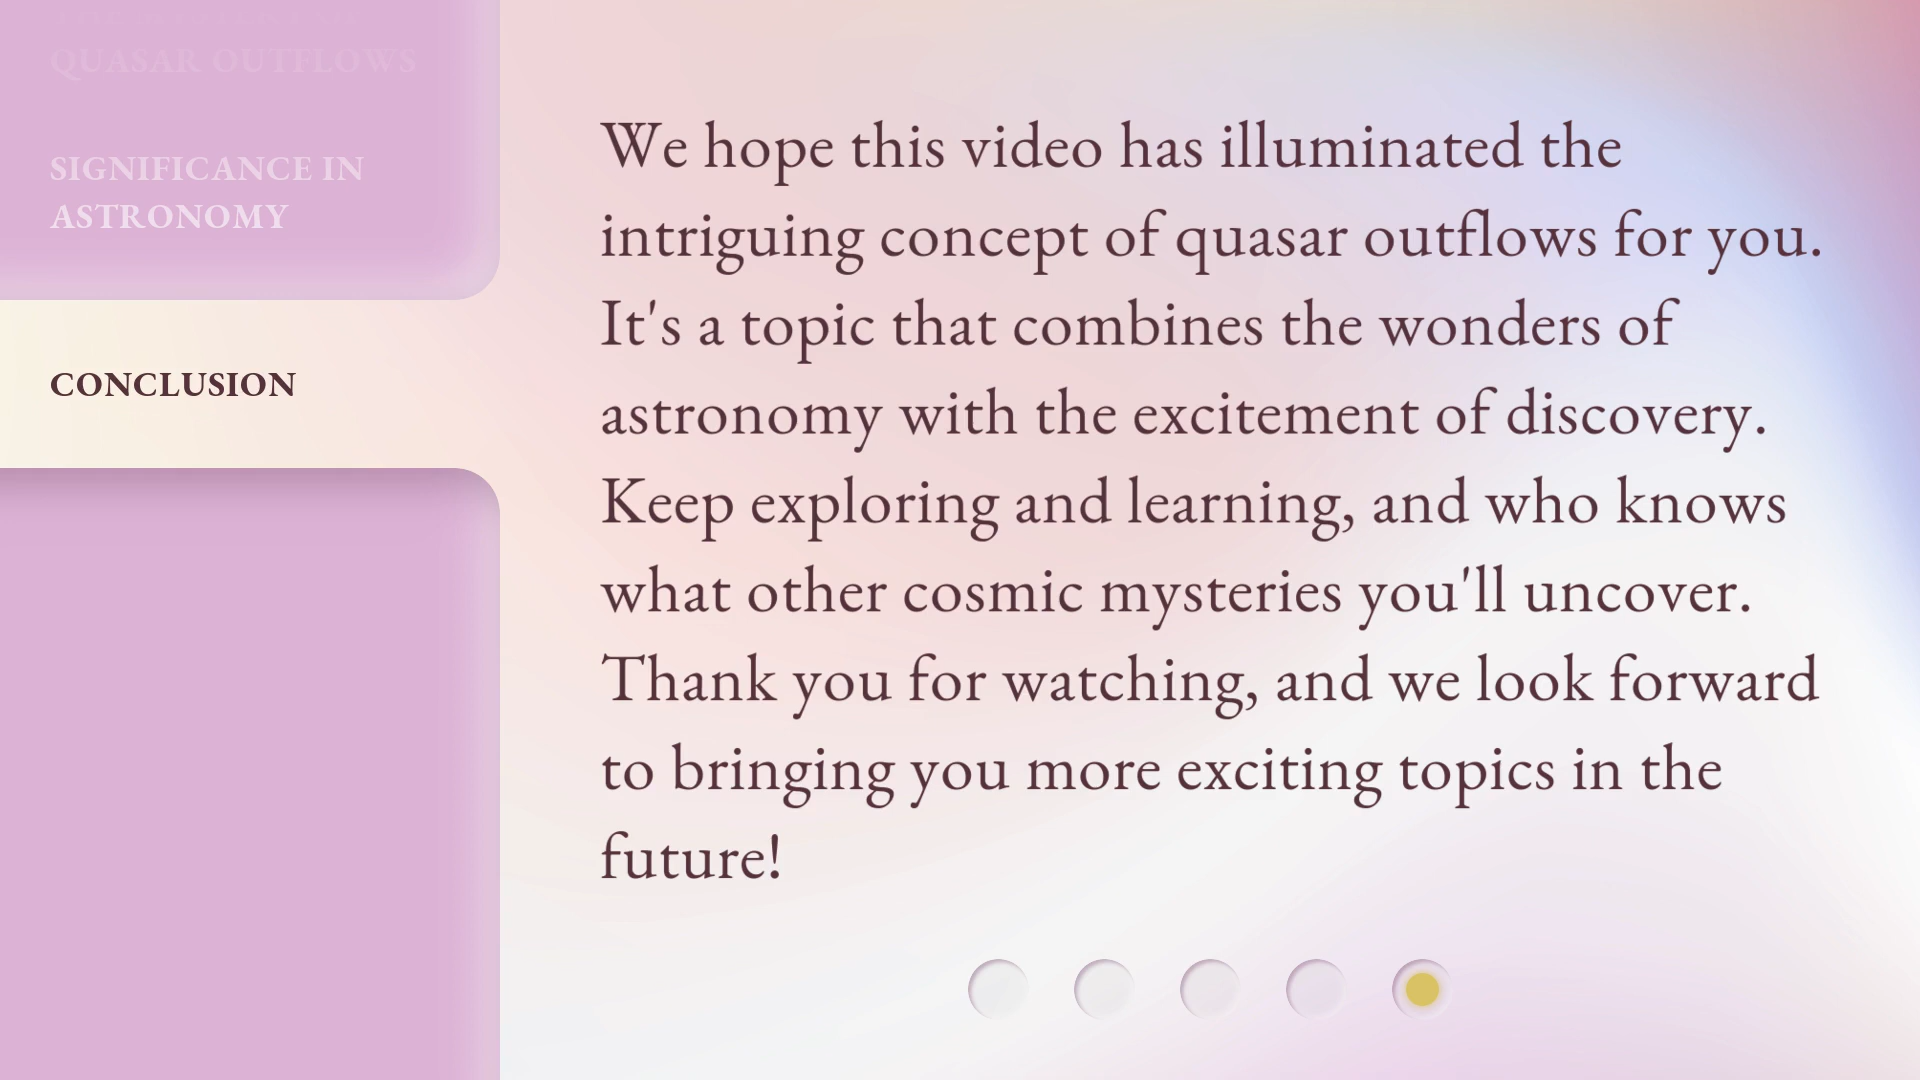 QUASAR OUTFLOWS
SIGNIFICANCE IN
ASTRONOMY
CONCLUSION
We hope this video has illuminated the
intriguing concept of quasar outflows for you.
It's a topic that combines the wonders of
astronomy with the excitement of discovery.
Keep exploring and learning, and who knows
what other cosmic mysteries you'll uncover.
Thank you for watching, and we look forward
to bringing you more exciting topics in the
future!